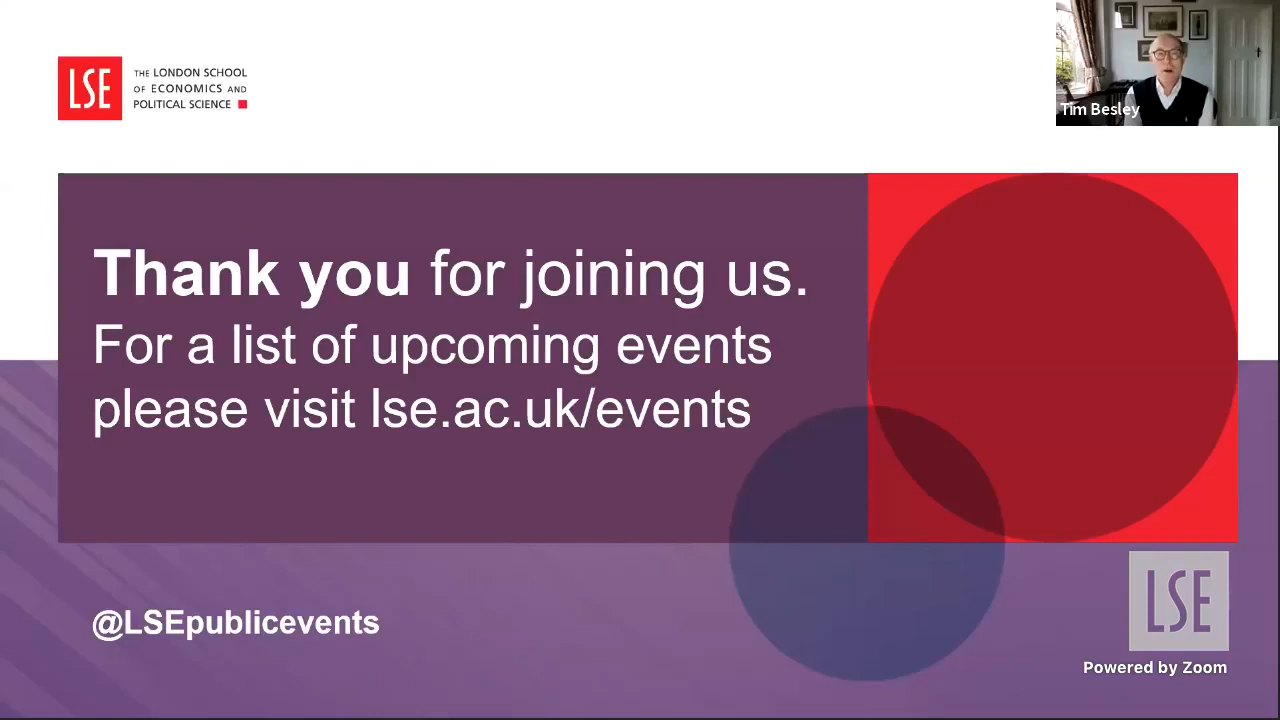 LSE
THE LONDON SCHOOL
OF ECONOMICS AND
POLITICAL SCIENCE
Tim Besley
Thank you for joining us.
For a list of upcoming events
please visit lse.ac.uk/events
@LSEpublicevents
LSE
Powered by Zoom